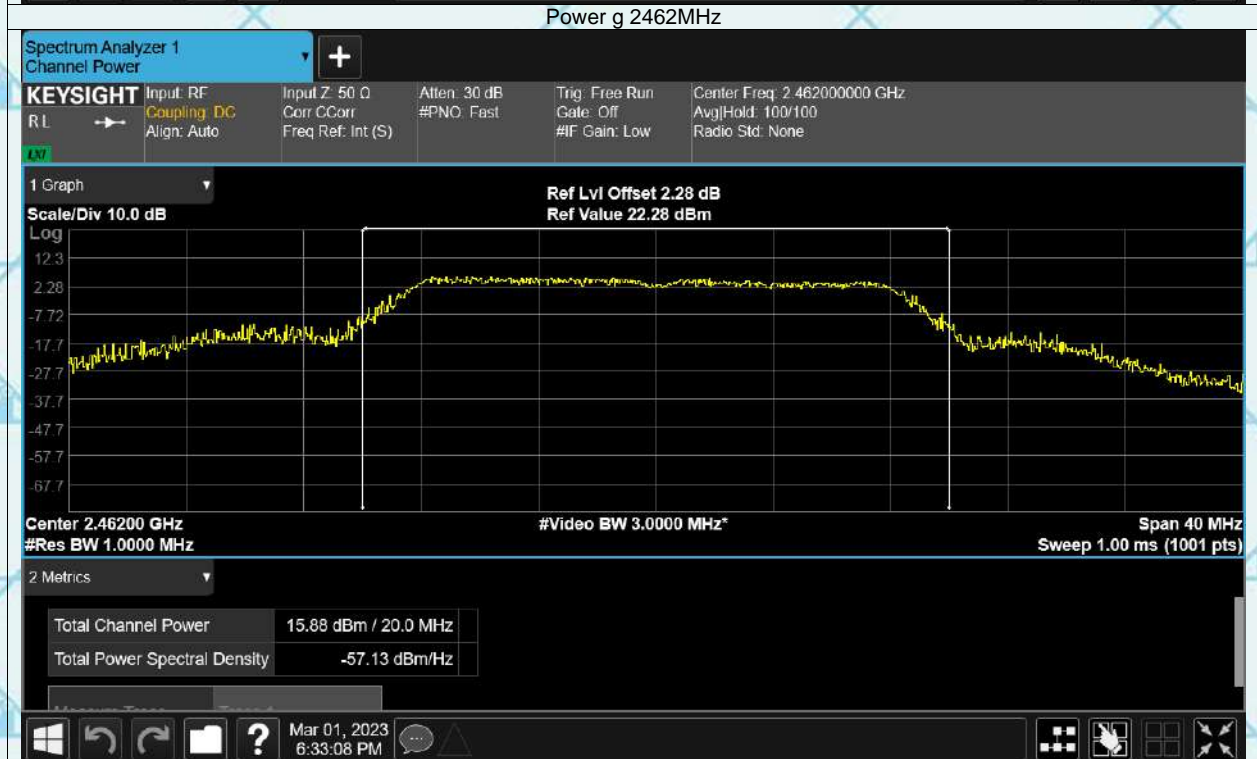 Power g 2462MHz
Spectrum Analyzer 1
Channel Power
+
KEYSIGHT
RL
LXI
Input: RF
Coupling: DC
Align: Auto
Input Z: 50 Ω
Corr CCorr
Freq Ref: Int (S)
Atten: 30 dB
#PNO: Fast
Trig: Free Run
Gate: Off
#IF Gain: Low
Center Freq: 2.462000000 GHz
Avg|Hold: 100/100
Radio Std: None
1 Graph
Scale/Div 10.0 dB
Ref Lvl Offset 2.28 dB
Ref Value 22.28 dBm
Log
12.3
2.28
-7.72
-17.7
-27.7
-37.7
-47.7
-57.7
-67.7
Center 2.46200 GHz
#Video BW 3.0000 MHz*
Span 40 MHz
#Res BW 1.0000 MHz
Sweep 1.00 ms (1001 pts)
2 Metrics
Total Channel Power 15.88 dBm / 20.0 MHz
Total Power Spectral Density -57.13 dBm/Hz
?
Mar 01, 2023
6:33:08 PM